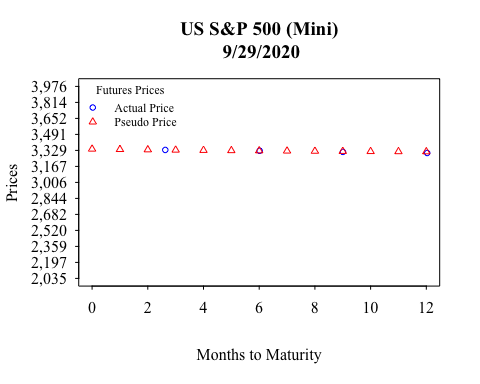 US S&P 500 (Mini)
9/29/2020
Futures Prices
Actual Price
Pseudo Price
Prices
3,976
3,814
3,652
3,491
3,329
3,167
3,006
2,844
2,682
2,520
2,359
2,197
2,035
0 2 4 6 8 10 12
Months to Maturity